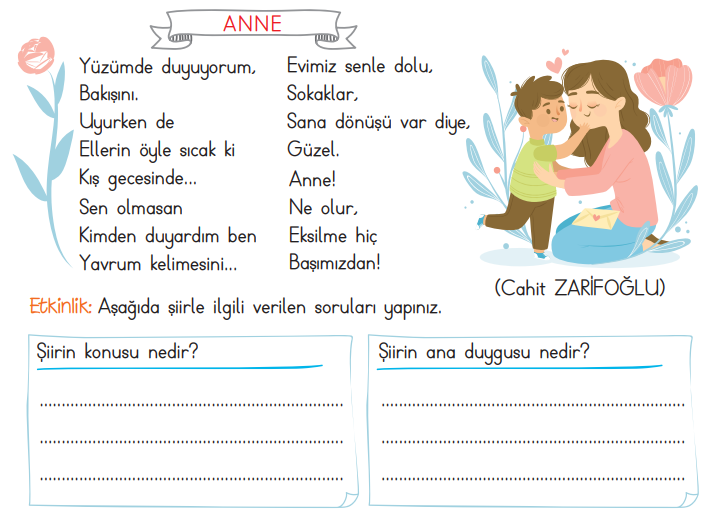 ANNE
Yüzümde duyuyorum,
Bakışını.
Uyurken de
Ellerin öyle sıcak ki
Kış gecesinde...
Sen olmasan
Kimden duyardım ben
Yavrum kelimesini...
Evimiz senle dolu,
Sokaklar,
Sana dönüşü var diye,
Güzel.
Anne!
Ne olur,
Eksilme hiç
Başımızdan!
(Cahit ZARİFOĞLU)
Etkinlik: Aşağıda şiirle ilgili verilen soruları yapınız.
Şiirin konusu nedir?
Şiirin ana duygusu nedir?